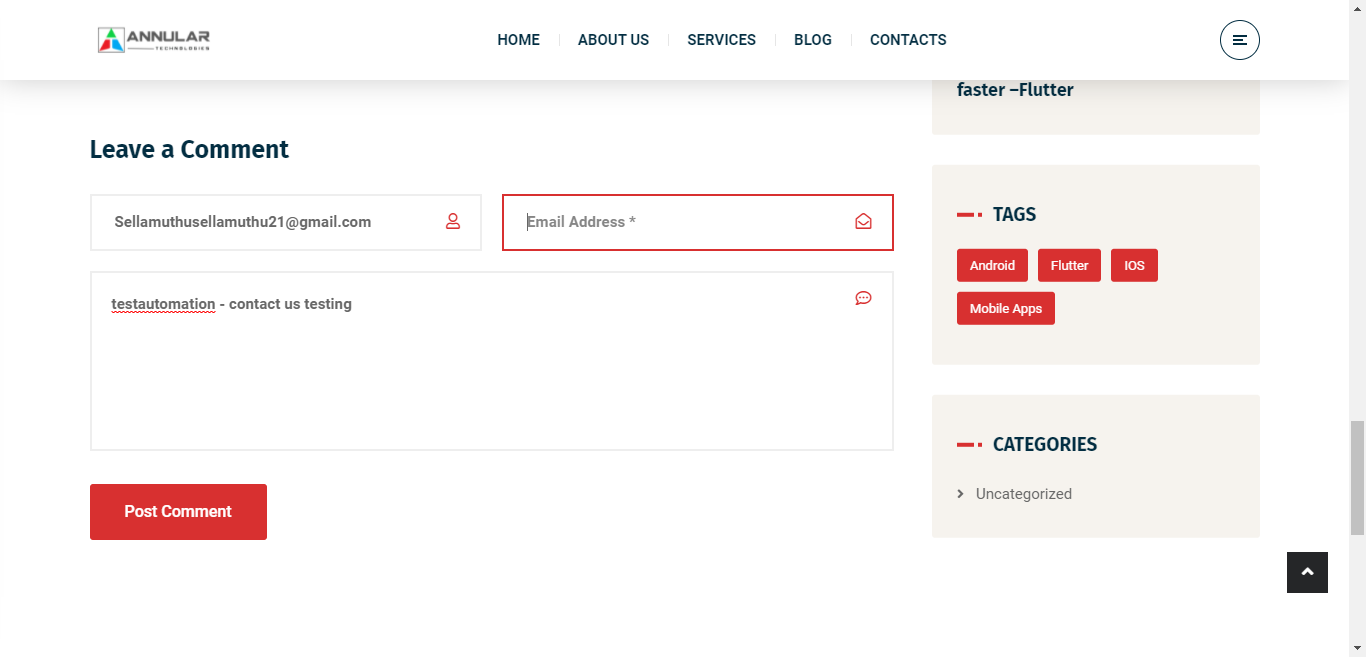 ANNULAR
TECHNOLOGIES
HOME
ABOUT US
SERVICES
BLOG
CONTACTS
faster –Flutter
Leave a Comment
Sellamuthusellamuthu21@gmail.com
Email Address *
testautomation - contact us testing
Post Comment
TAGS
Android
Flutter
IOS
Mobile Apps
CATEGORIES
Uncategorized